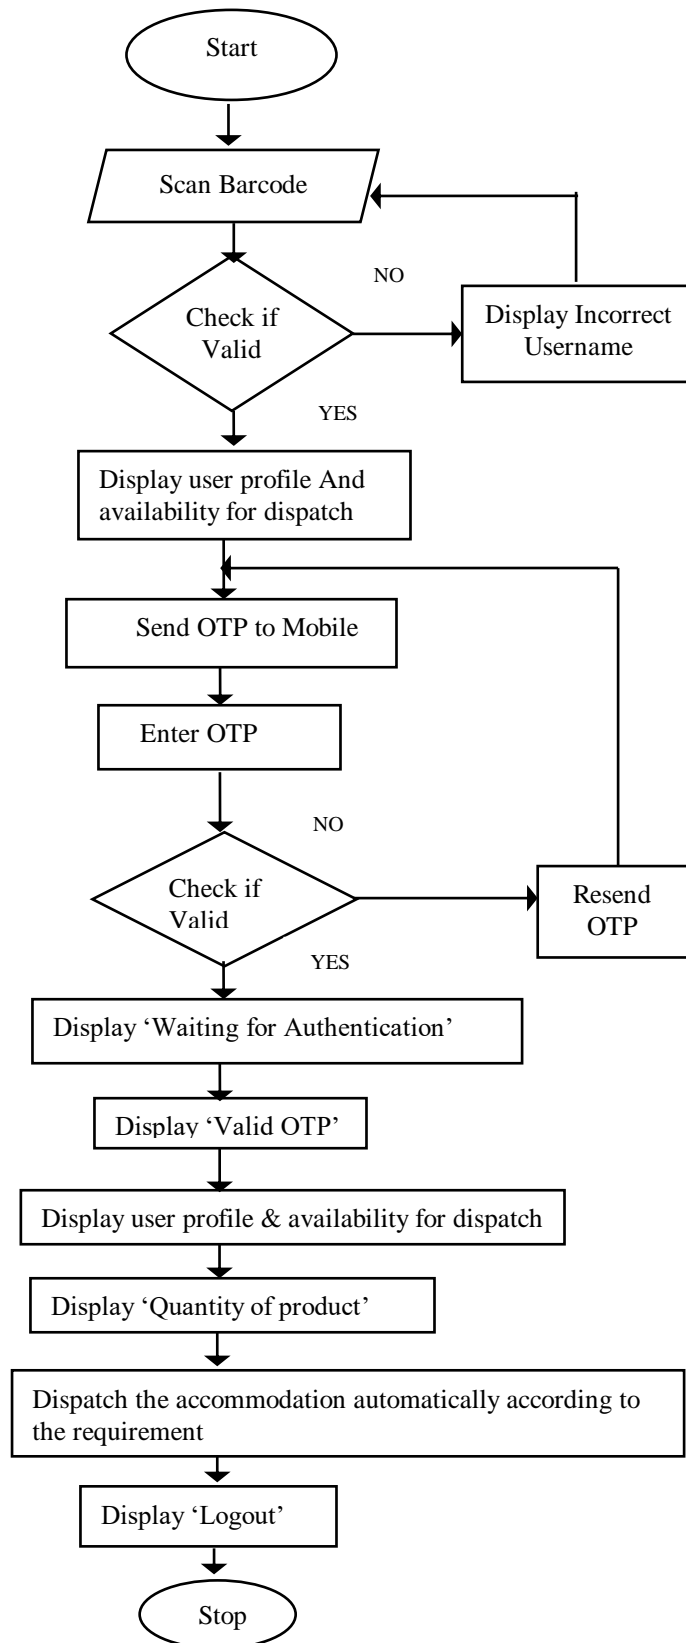 Start
Scan Barcode
NO
Check if
Valid
Display Incorrect
Username
YES
Display user profile And
availability for dispatch
Send OTP to Mobile
Enter OTP
NO
Check if
Valid
Resend
OTP
YES
Display ‘Waiting for Authentication’
Display ‘Valid OTP’
Display user profile & availability for dispatch
Display ‘Quantity of product’
Dispatch the accommodation automatically according to
the requirement
Display ‘Logout’
Stop